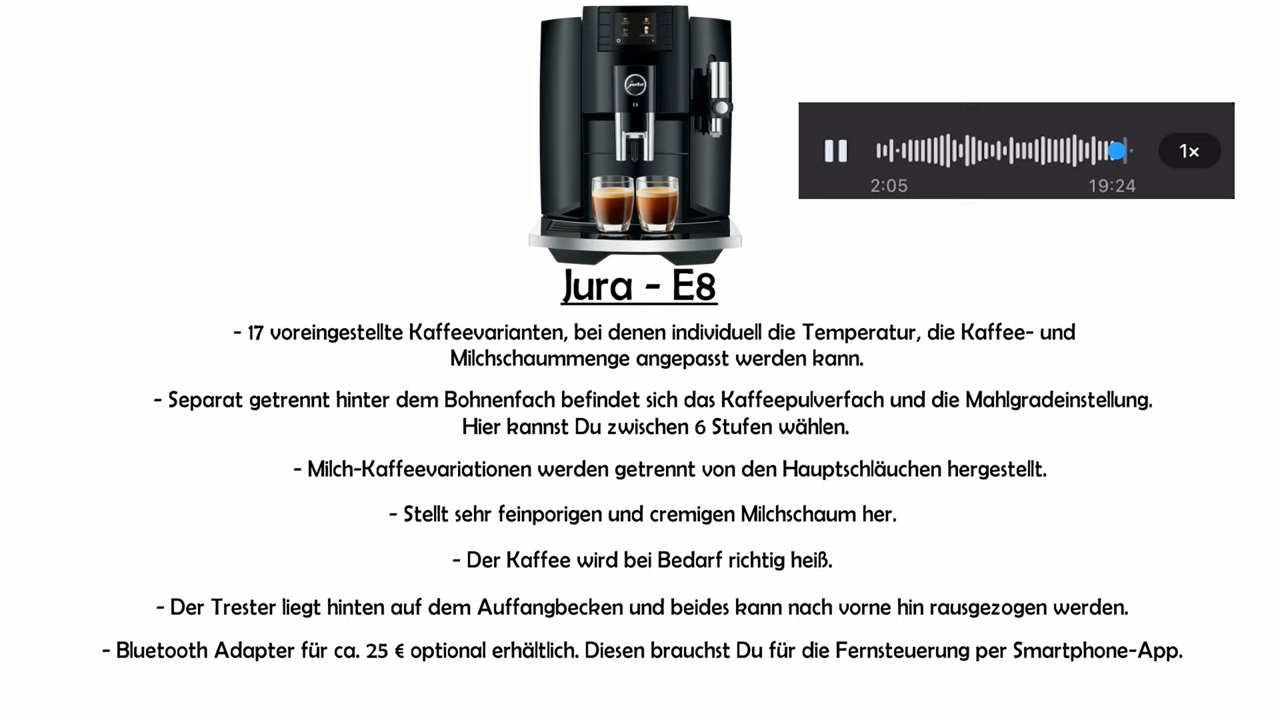 jura
E8
1×
2:05
19:24
Jura - E8
- 17 voreingestellte Kaffeevarianten, bei denen individuell die Temperatur, die Kaffee- und
Milchschaummenge angepasst werden kann.
- Separat getrennt hinter dem Bohnenfach befindet sich das Kaffeepulverfach und die Mahlgradeinstellung.
Hier kannst Du zwischen 6 Stufen wählen.
- Milch-Kaffeevariationen werden getrennt von den Hauptschläuchen hergestellt.
- Stellt sehr feinporigen und cremigen Milchschaum her.
- Der Kaffee wird bei Bedarf richtig heiß.
- Der Trester liegt hinten auf dem Auffangbecken und beides kann nach vorne hin rausgezogen werden.
- Bluetooth Adapter für ca. 25 € optional erhältlich. Diesen brauchst Du für die Fernsteuerung per Smartphone-App.